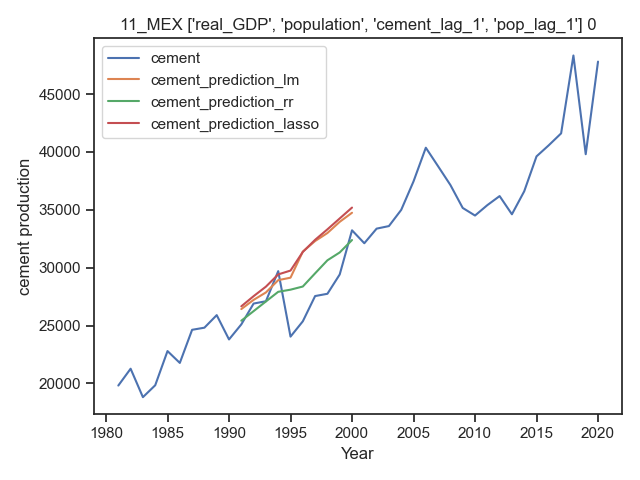 11_MEX ['real_GDP', 'population', 'cement_lag_1', 'pop_lag_1'] 0
cement
cement_prediction_lm
cement_prediction_rr
cement_prediction_lasso
cement production
45000
40000
35000
30000
25000
20000
1980 1985 1990 1995 2000 2005 2010 2015 2020
Year